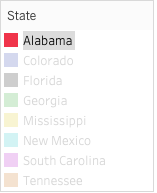 State
Alabama
Colorado
Florida
Georgia
Mississippi
New Mexico
South Carolina
Tennessee